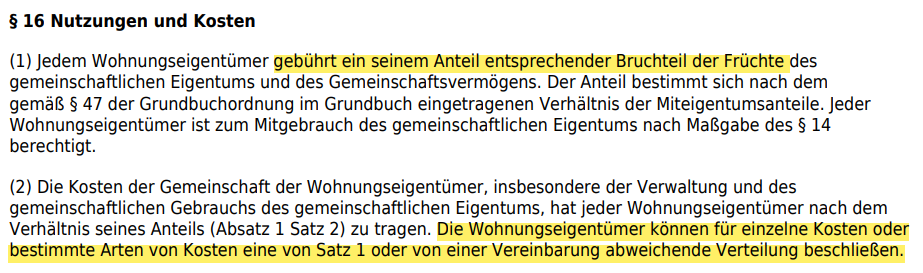 § 16 Nutzungen und Kosten
(1) Jedem Wohnungseigentümer gebührt ein seinem Anteil entsprechender Bruchteil der Früchte des
gemeinschaftlichen Eigentums und des Gemeinschaftsvermögens. Der Anteil bestimmt sich nach dem
gemäß § 47 der Grundbuchordnung im Grundbuch eingetragenen Verhältnis der Miteigentumsanteile. Jeder
Wohnungseigentümer ist zum Mitgebrauch des gemeinschaftlichen Eigentums nach Maßgabe des § 14
berechtigt.
(2) Die Kosten der Gemeinschaft der Wohnungseigentümer, insbesondere der Verwaltung und des
gemeinschaftlichen Gebrauchs des gemeinschaftlichen Eigentums, hat jeder Wohnungseigentümer nach dem
Verhältnis seines Anteils (Absatz 1 Satz 2) zu tragen. Die Wohnungseigentümer können für einzelne Kosten oder
bestimmte Arten von Kosten eine von Satz 1 oder von einer Vereinbarung abweichende Verteilung beschließen.